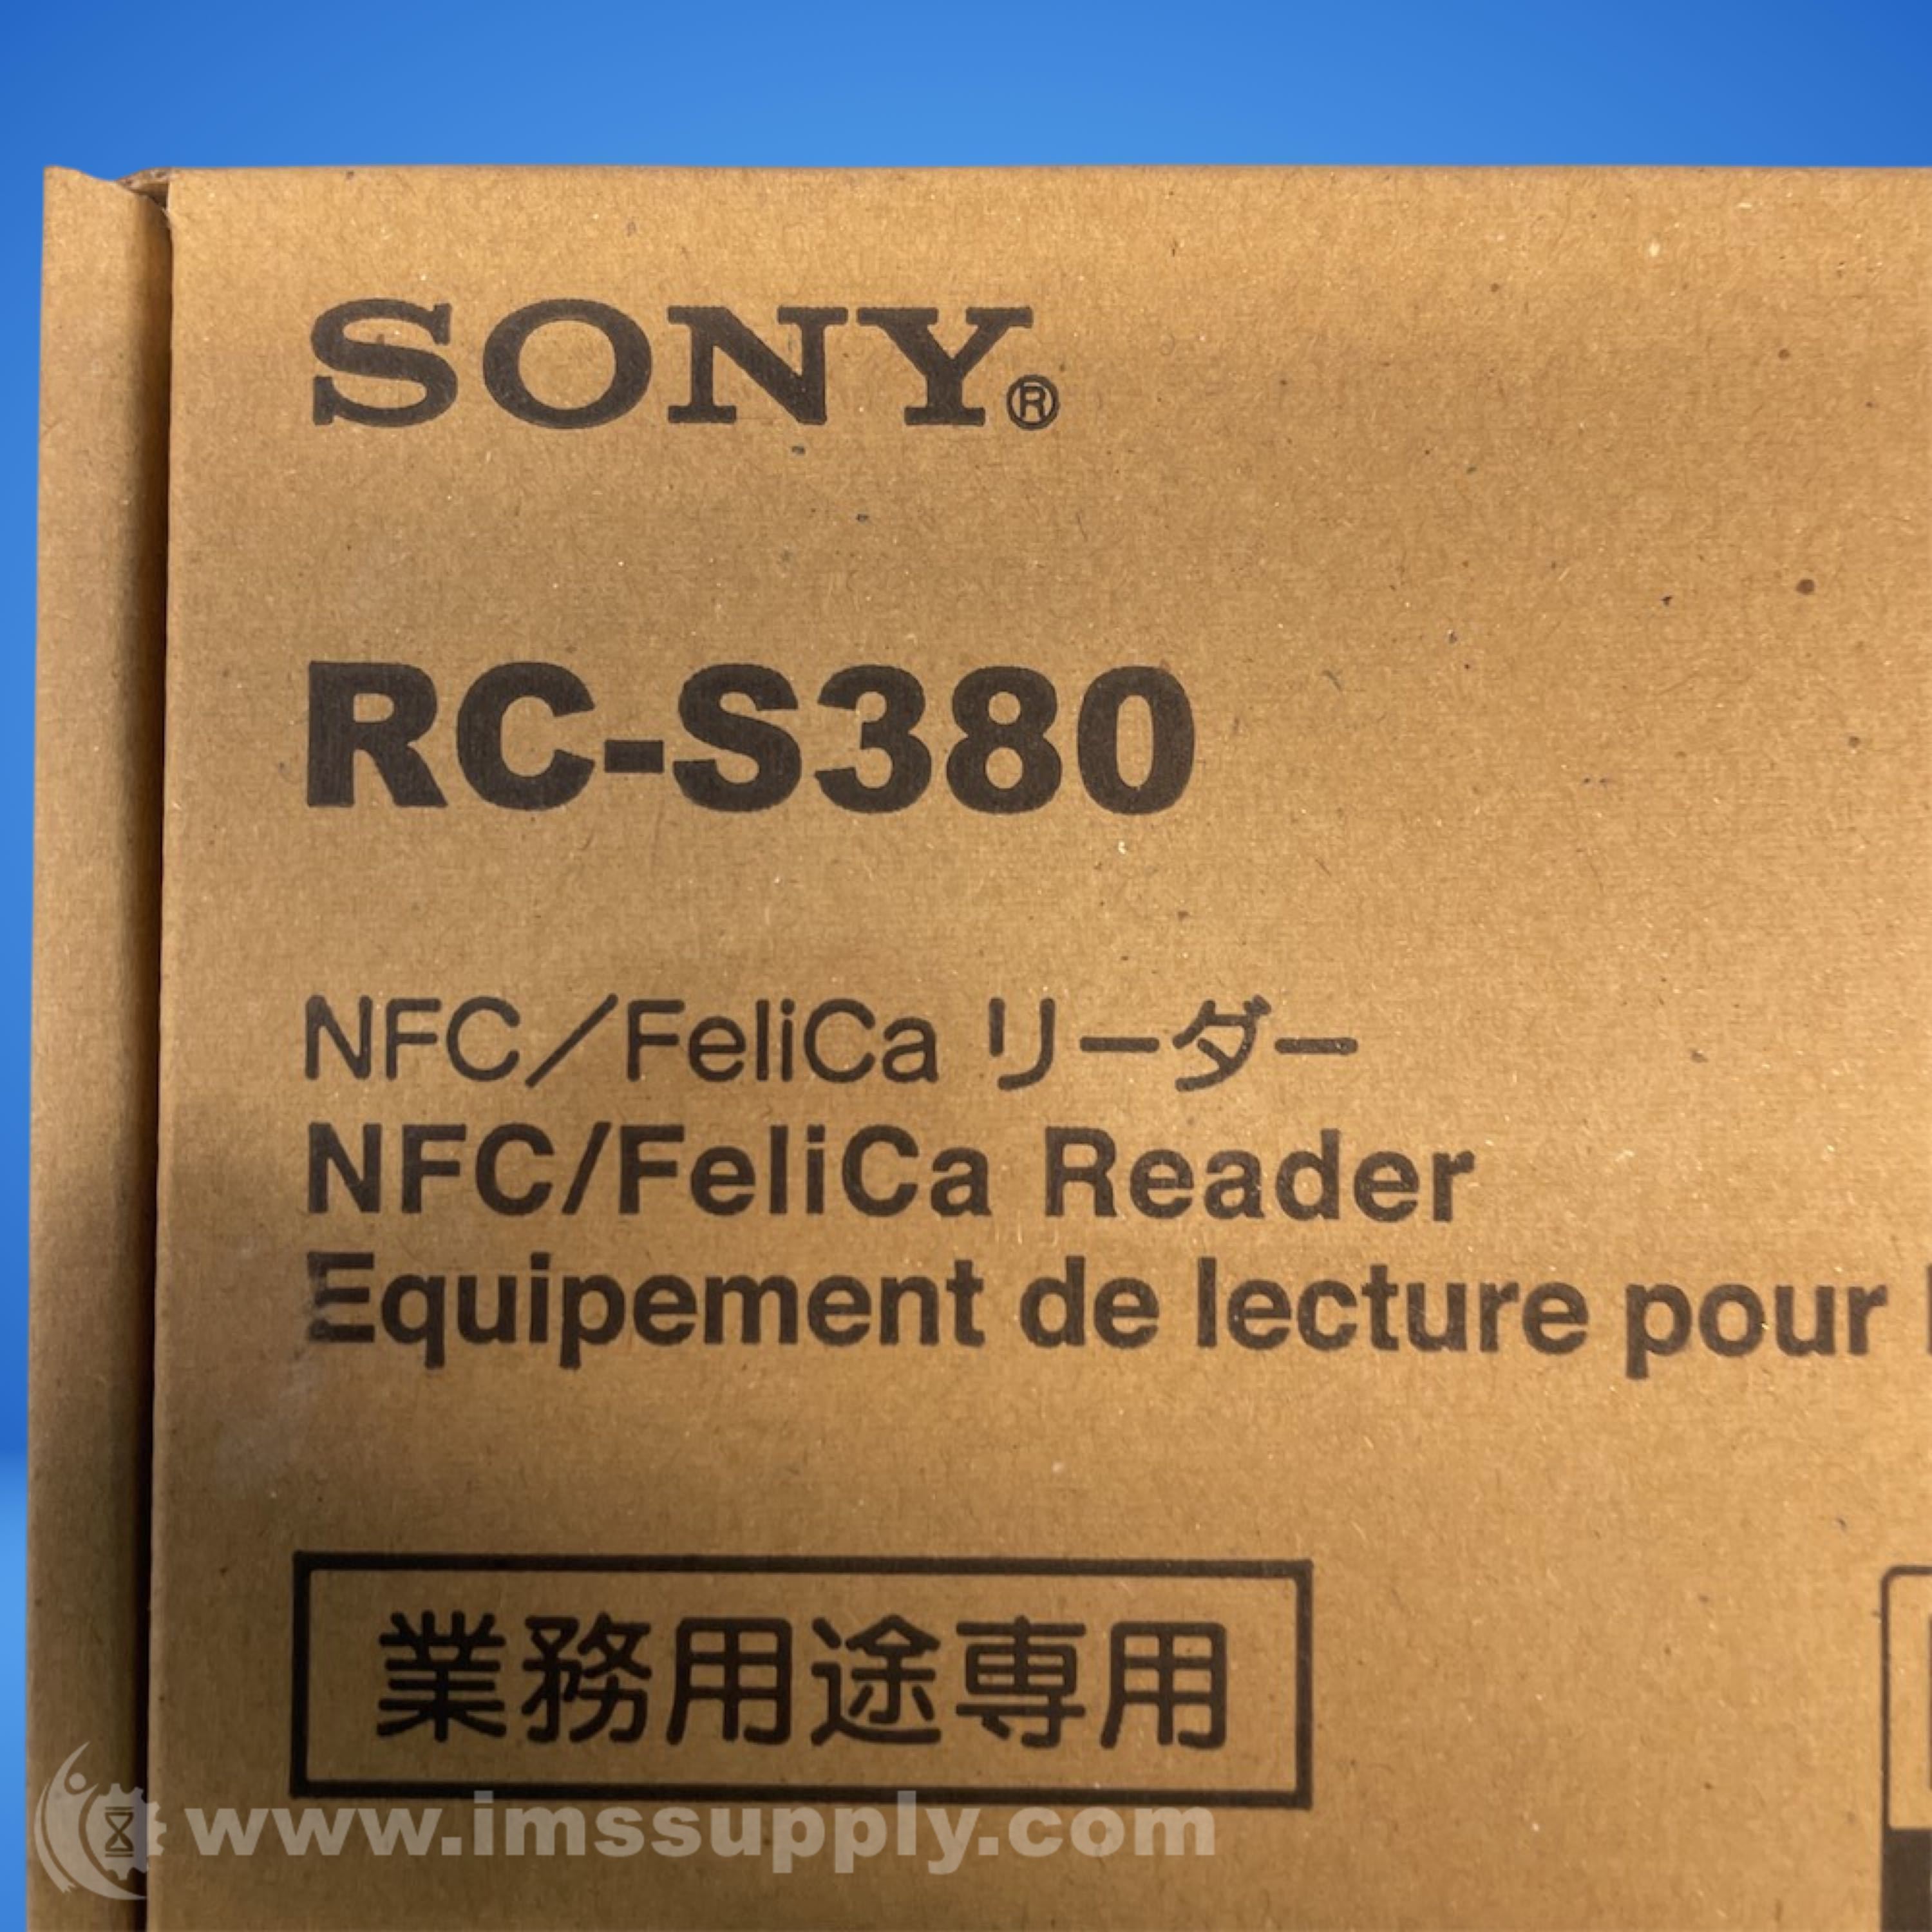 SONY®
RC-S380
NFC／FeliCa リーダー
NFC/FeliCa Reader
Equipement de lecture pour
業務用途専用
www.imssupply.com